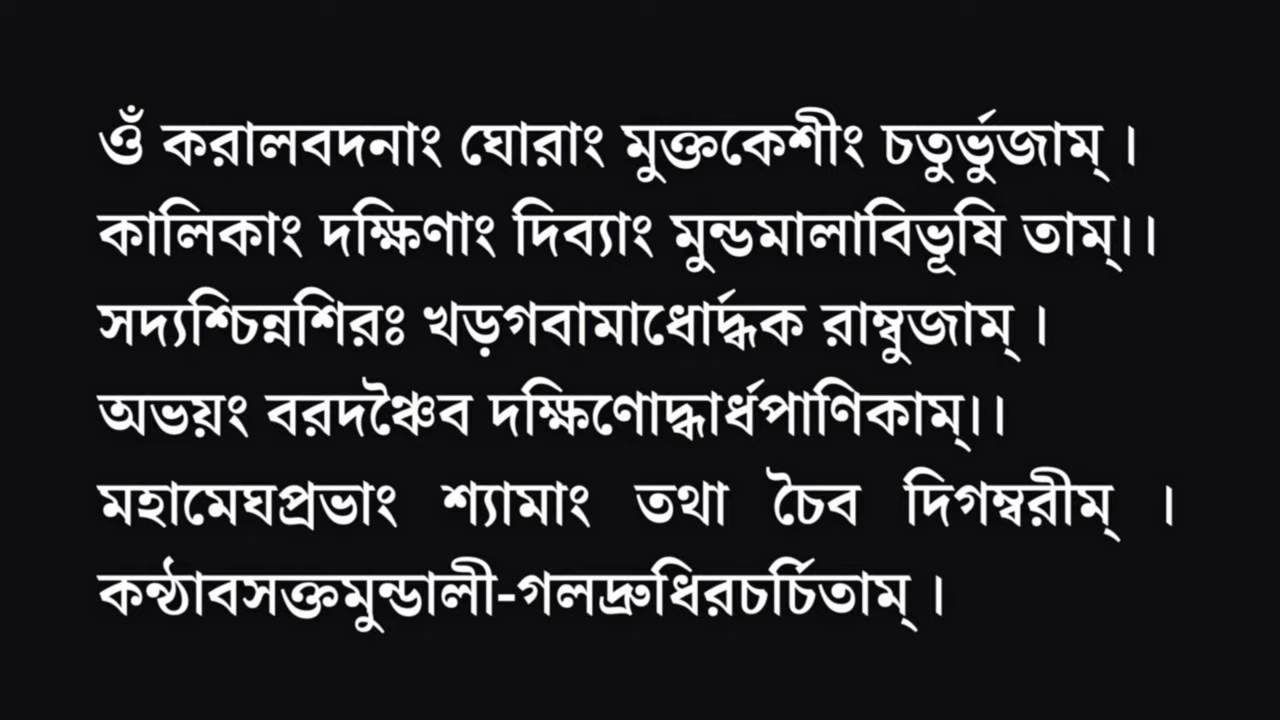 ওঁ করালবদনাং ঘোরাং মুক্তকেশীং চতুর্ভুজাম্ ।
কালিকাং দক্ষিণাং দিব্যাং মুন্ডমালাবিভূষি তাম্।।
সদ্যশ্চিন্নশিরঃ খড়গবামাধোর্দ্ধক রাম্বুজাম্ ।
অভয়ং বরদঞ্চৈব দক্ষিণোদ্ধার্ধপাণিকাম্।।
মহামেঘপ্রভাং শ্যামাং তথা চৈব দিগম্বরীম্ ।
কন্ঠাবসক্তমুন্ডালী-গলদ্রুধিরচর্চিতাম্ ।